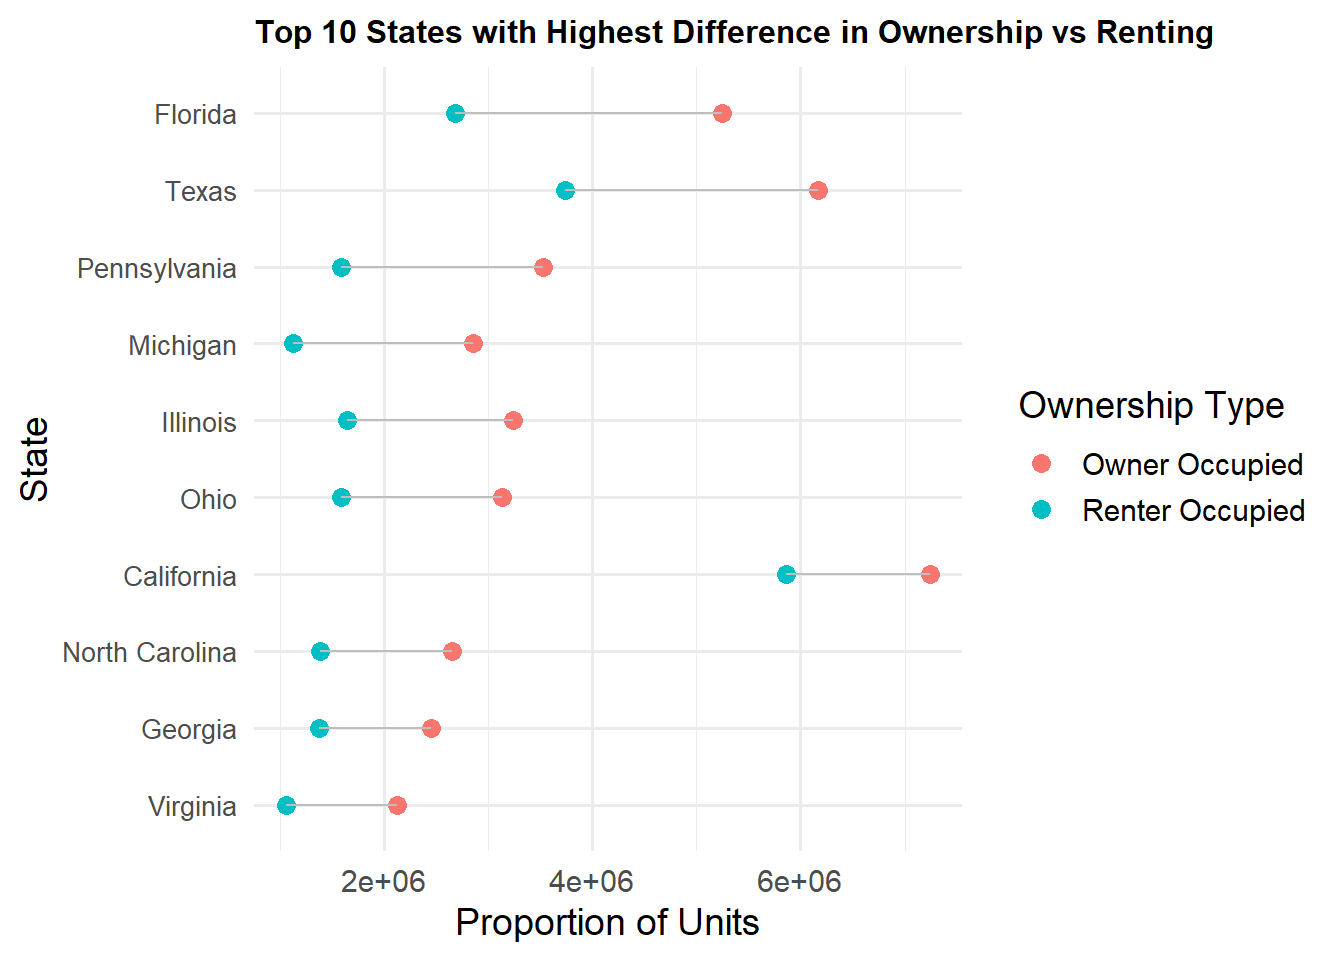 Top 10 States with Highest Difference in Ownership vs Renting
Florida
Texas
Pennsylvania
Michigan
Illinois
Ohio
California
North Carolina
Georgia
Virginia
State
2e+06 4e+06 6e+06
Proportion of Units
Ownership Type
Owner Occupied
Renter Occupied